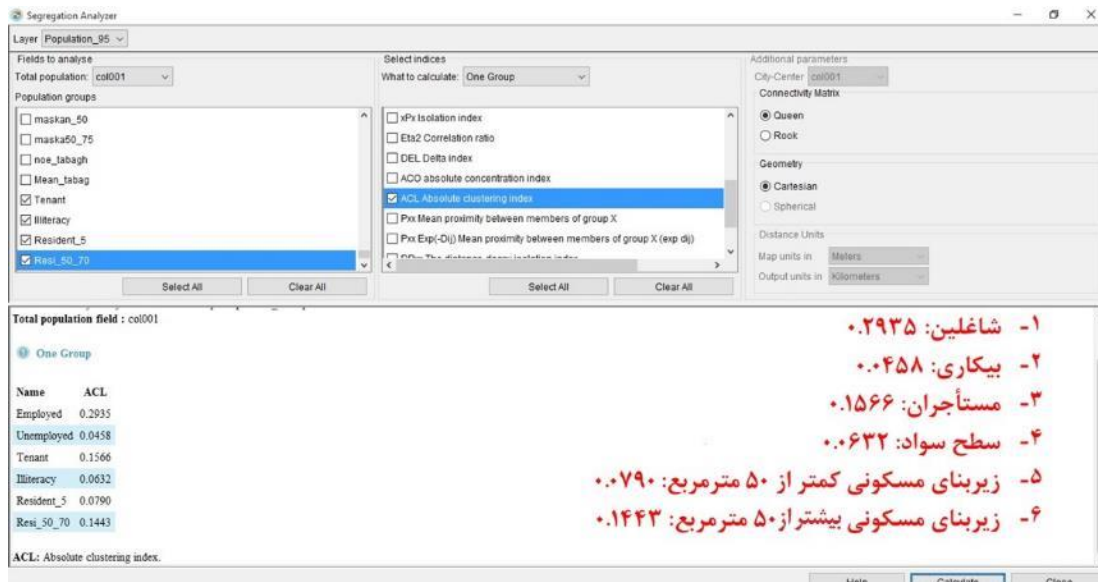 Segregation Analyzer
Layer Population_95
Fields to analyse
Total population: col001
Population groups
maskan_50
maska50_75
noe_tabagh
Mean_tabag
Tenant
Illiteracy
Resident_5
Resi_50_70
Select All Clear All
Select indices
What to calculate: One Group
xPx Isolation index
Eta2 Correlation ratio
DEL Delta index
ACO absolute concentration index
ACL Absolute clustering index
Pxx Mean proximity between members of group X
Pxx Exp(-Dij) Mean proximity between members of group X (exp dij)
Select All Clear All
Additional parameters
City-Center col001
Connectivity Matrix
Queen
Rook
Geometry
Cartesian
Spherical
Distance Units
Map units in Meters
Output units in Kilometers
Total population field : col001
One Group
Name ACL
Employed 0.2935
Unemployed 0.0458
Tenant 0.1566
Illiteracy 0.0632
Resident_5 0.0790
Resi_50_70 0.1443
ACL: Absolute clustering index.
۱- شاغلین: ۰.۲۹۳۵
۲- بیکاری: ۰.۰۴۵۸
۳- مستأجران: ۰.۱۵۶۶
۴- سطح سواد: ۰.۰۶۳۲
۵- زیربنای مسکونی کمتر از ۵۰ مترمربع: ۰.۰۷۹۰
۶- زیربنای مسکونی بیشتر از ۵۰ مترمربع: ۰.۱۴۴۳
Help Calculate Close